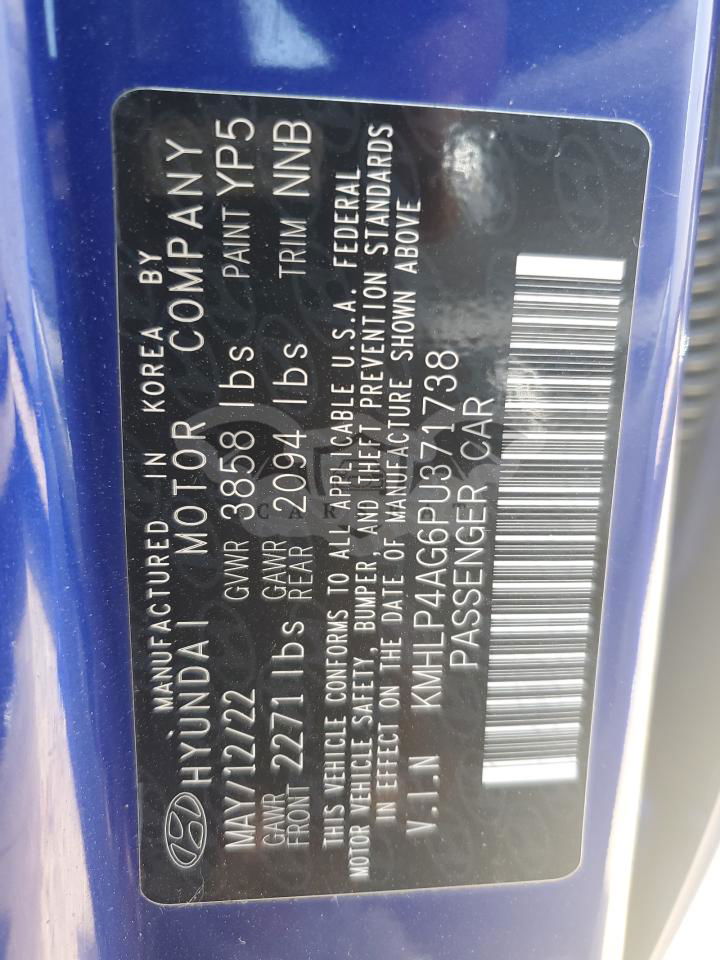 MANUFACTURED IN KOREA BY
HYUNDAI MOTOR COMPANY
MAY/12/22 GVWR 3858 lbs PAINT YP5
GAWR FRONT 2271 lbs GAWR REAR 2094 lbs TRIM NNB
THIS VEHICLE CONFORMS TO ALL APPLICABLE U.S.A. FEDERAL
MOTOR VEHICLE SAFETY, BUMPER, AND THEFT PREVENTION STANDARDS
IN EFFECT ON THE DATE OF MANUFACTURE SHOWN ABOVE
V.I.N KMHLP4AG6PU371738
PASSENGER CAR